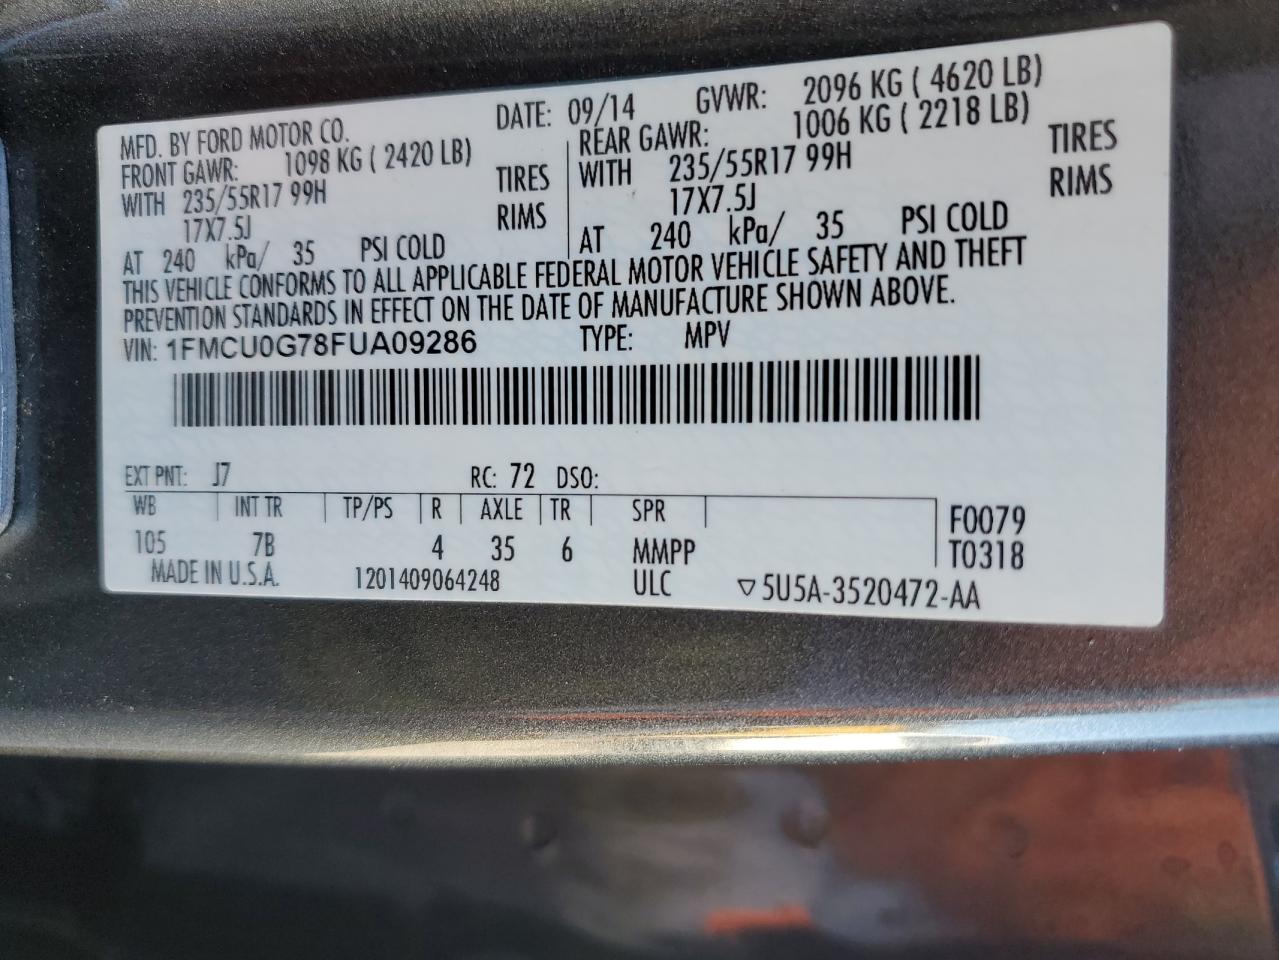 MFD. BY FORD MOTOR CO. DATE: 09/14 GVWR: 2096 KG ( 4620 LB)
FRONT GAWR: 1098 KG ( 2420 LB) REAR GAWR: 1006 KG ( 2218 LB)
WITH 235/55R17 99H TIRES WITH 235/55R17 99H TIRES
17X7.5J RIMS 17X7.5J RIMS
AT 240 kPa/ 35 PSI COLD AT 240 kPa/ 35 PSI COLD
THIS VEHICLE CONFORMS TO ALL APPLICABLE FEDERAL MOTOR VEHICLE SAFETY AND THEFT
PREVENTION STANDARDS IN EFFECT ON THE DATE OF MANUFACTURE SHOWN ABOVE.
VIN: 1FMCU0G78FUA09286 TYPE: MPV
EXT PNT: J7 RC: 72 DSO:
WB INT TR TP/PS R AXLE TR SPR F0079
105 7B 4 35 6 MMPP T0318
MADE IN U.S.A. 1201409064248 ULC ▽5U5A-3520472-AA